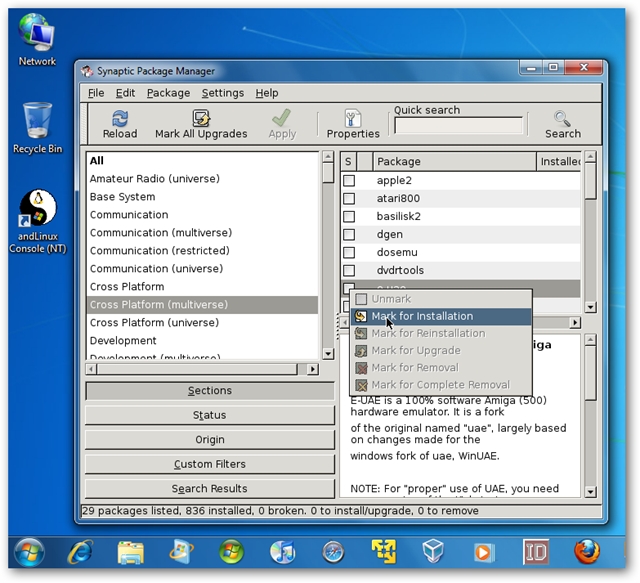 Network
Recycle Bin
andLinux
Console (NT)
Synaptic Package Manager
File Edit Package Settings Help
Reload
Mark All Upgrades
Apply
Properties
Quick search
Search
All
Amateur Radio (universe)
Base System
Communication
Communication (multiverse)
Communication (restricted)
Communication (universe)
Cross Platform
Cross Platform (multiverse)
Cross Platform (universe)
Development
Development (multiverse)
Sections
Status
Origin
Custom Filters
Search Results
S Package Installed
apple2
atari800
basilisk2
dgen
dosemu
dvdrtools
e-uae
Unmark
Mark for Installation
Mark for Reinstallation
Mark for Upgrade
Mark for Removal
Mark for Complete Removal
E-UAE is a 100% software Amiga (500)
hardware emulator. It is a fork
of the original named "uae", largely based
on changes made for the
windows fork of uae, WinUAE.
NOTE: For "proper" use of UAE, you need
29 packages listed, 836 installed, 0 broken. 0 to install/upgrade, 0 to remove
ID